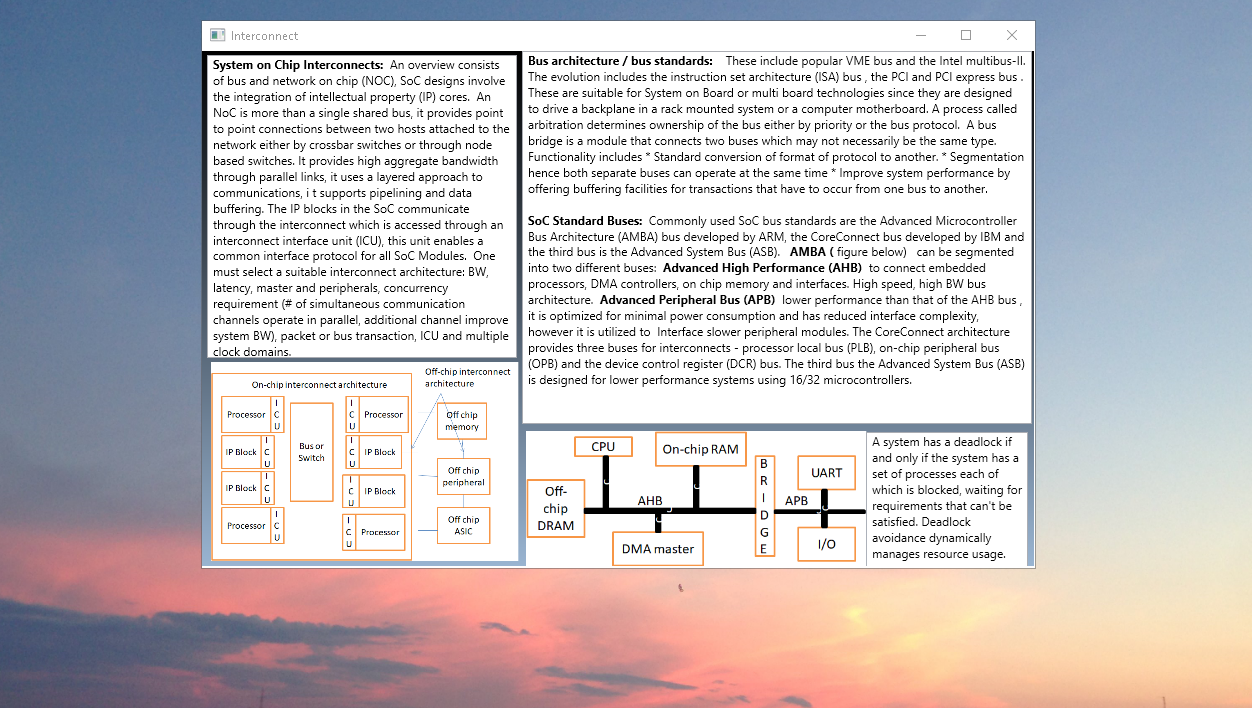 Interconnect
System on Chip Interconnects: An overview consists
of bus and network on chip (NOC), SoC designs involve
the integration of intellectual property (IP) cores. An
NoC is more than a single shared bus, it provides point
to point connections between two hosts attached to the
network either by crossbar switches or through node
based switches. It provides high aggregate bandwidth
through parallel links, it uses a layered approach to
communications, i t supports pipelining and data
buffering. The IP blocks in the SoC communicate
through the interconnect which is accessed through an
interconnect interface unit (ICU), this unit enables a
common interface protocol for all SoC Modules. One
must select a suitable interconnect architecture: BW,
latency, master and peripherals, concurrency
requirement (# of simultaneous communication
channels operate in parallel, additional channel improve
system BW), packet or bus transaction, ICU and multiple
clock domains.
Bus architecture / bus standards: These include popular VME bus and the Intel multibus-II.
The evolution includes the instruction set architecture (ISA) bus , the PCI and PCI express bus .
These are suitable for System on Board or multi board technologies since they are designed
to drive a backplane in a rack mounted system or a computer motherboard. A process called
arbitration determines ownership of the bus either by priority or the bus protocol. A bus
bridge is a module that connects two buses which may not necessarily be the same type.
Functionality includes * Standard conversion of format of protocol to another. * Segmentation
hence both separate buses can operate at the same time * Improve system performance by
offering buffering facilities for transactions that have to occur from one bus to another.
SoC Standard Buses: Commonly used SoC bus standards are the Advanced Microcontroller
Bus Architecture (AMBA) bus developed by ARM, the CoreConnect bus developed by IBM and
the third bus is the Advanced System Bus (ASB). AMBA ( figure below) can be segmented
into two different buses: Advanced High Performance (AHB) to connect embedded
processors, DMA controllers, on chip memory and interfaces. High speed, high BW bus
architecture. Advanced Peripheral Bus (APB) lower performance than that of the AHB bus ,
it is optimized for minimal power consumption and has reduced interface complexity,
however it is utilized to Interface slower peripheral modules. The CoreConnect architecture
provides three buses for interconnects - processor local bus (PLB), on-chip peripheral bus
(OPB) and the device control register (DCR) bus. The third bus the Advanced System Bus (ASB)
is designed for lower performance systems using 16/32 microcontrollers.
On-chip interconnect architecture
Off-chip interconnect
architecture
Processor
ICU
IP Block
ICU
IP Block
ICU
Processor
ICU
Bus or
Switch
ICU
Processor
ICU
IP Block
ICU
IP Block
ICU
Processor
Off chip
memory
Off chip
peripheral
Off chip
ASIC
CPU
On-chip RAM
Off-
chip
DRAM
AHB
DMA master
BRIDGE
APB
UART
I/O
A system has a deadlock if
and only if the system has a
set of processes each of
which is blocked, waiting for
requirements that can't be
satisfied. Deadlock
avoidance dynamically
manages resource usage.